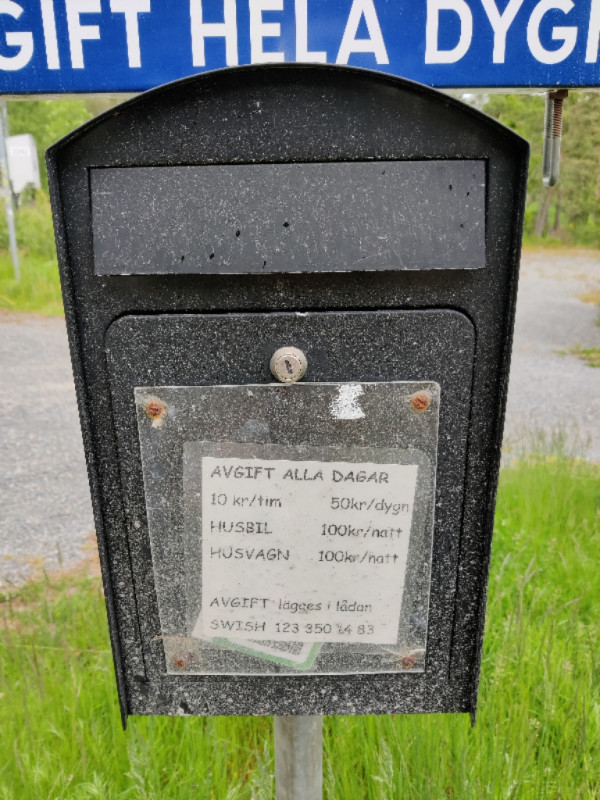 GIFT HELA DYG
AVGIFT ALLA DAGAR
10 kr/tim 50kr/dygn
HUSBIL 100kr/natt
HUSVAGN 100kr/natt
AVGIFT lägges i lådan
SWISH 123 350 14 83